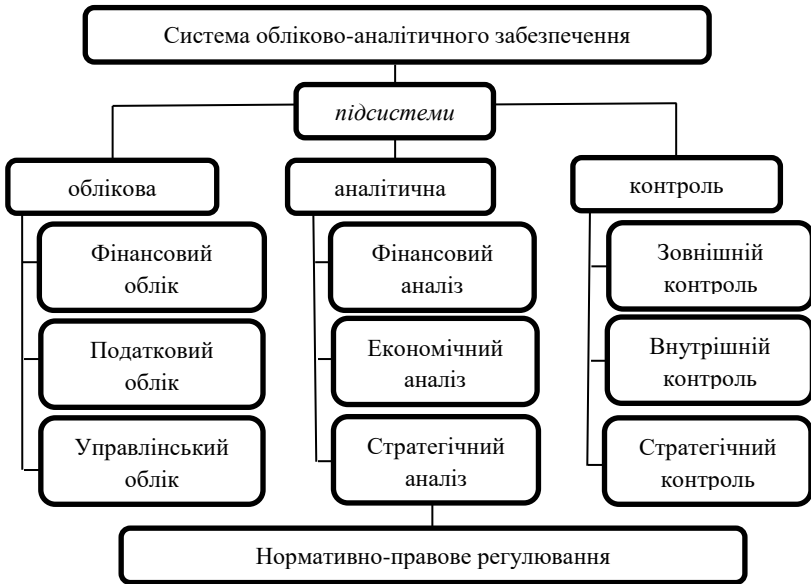 Система обліково-аналітичного забезпечення
підсистеми
облікова
аналітична
контроль
Фінансовий
облік
Фінансовий
аналіз
Зовнішній
контроль
Податковий
облік
Економічний
аналіз
Внутрішній
контроль
Управлінський
облік
Стратегічний
аналіз
Стратегічний
контроль
Нормативно-правове регулювання